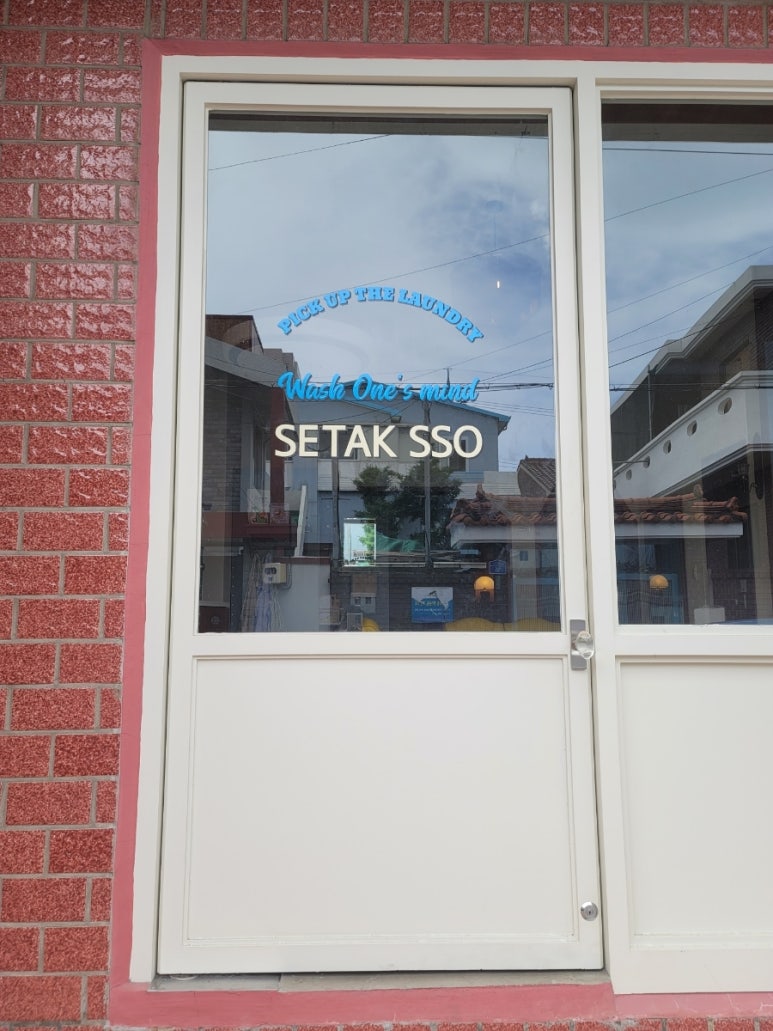 PICK UP THE LAUNDRY
Wash One's mind
SETAK SSO